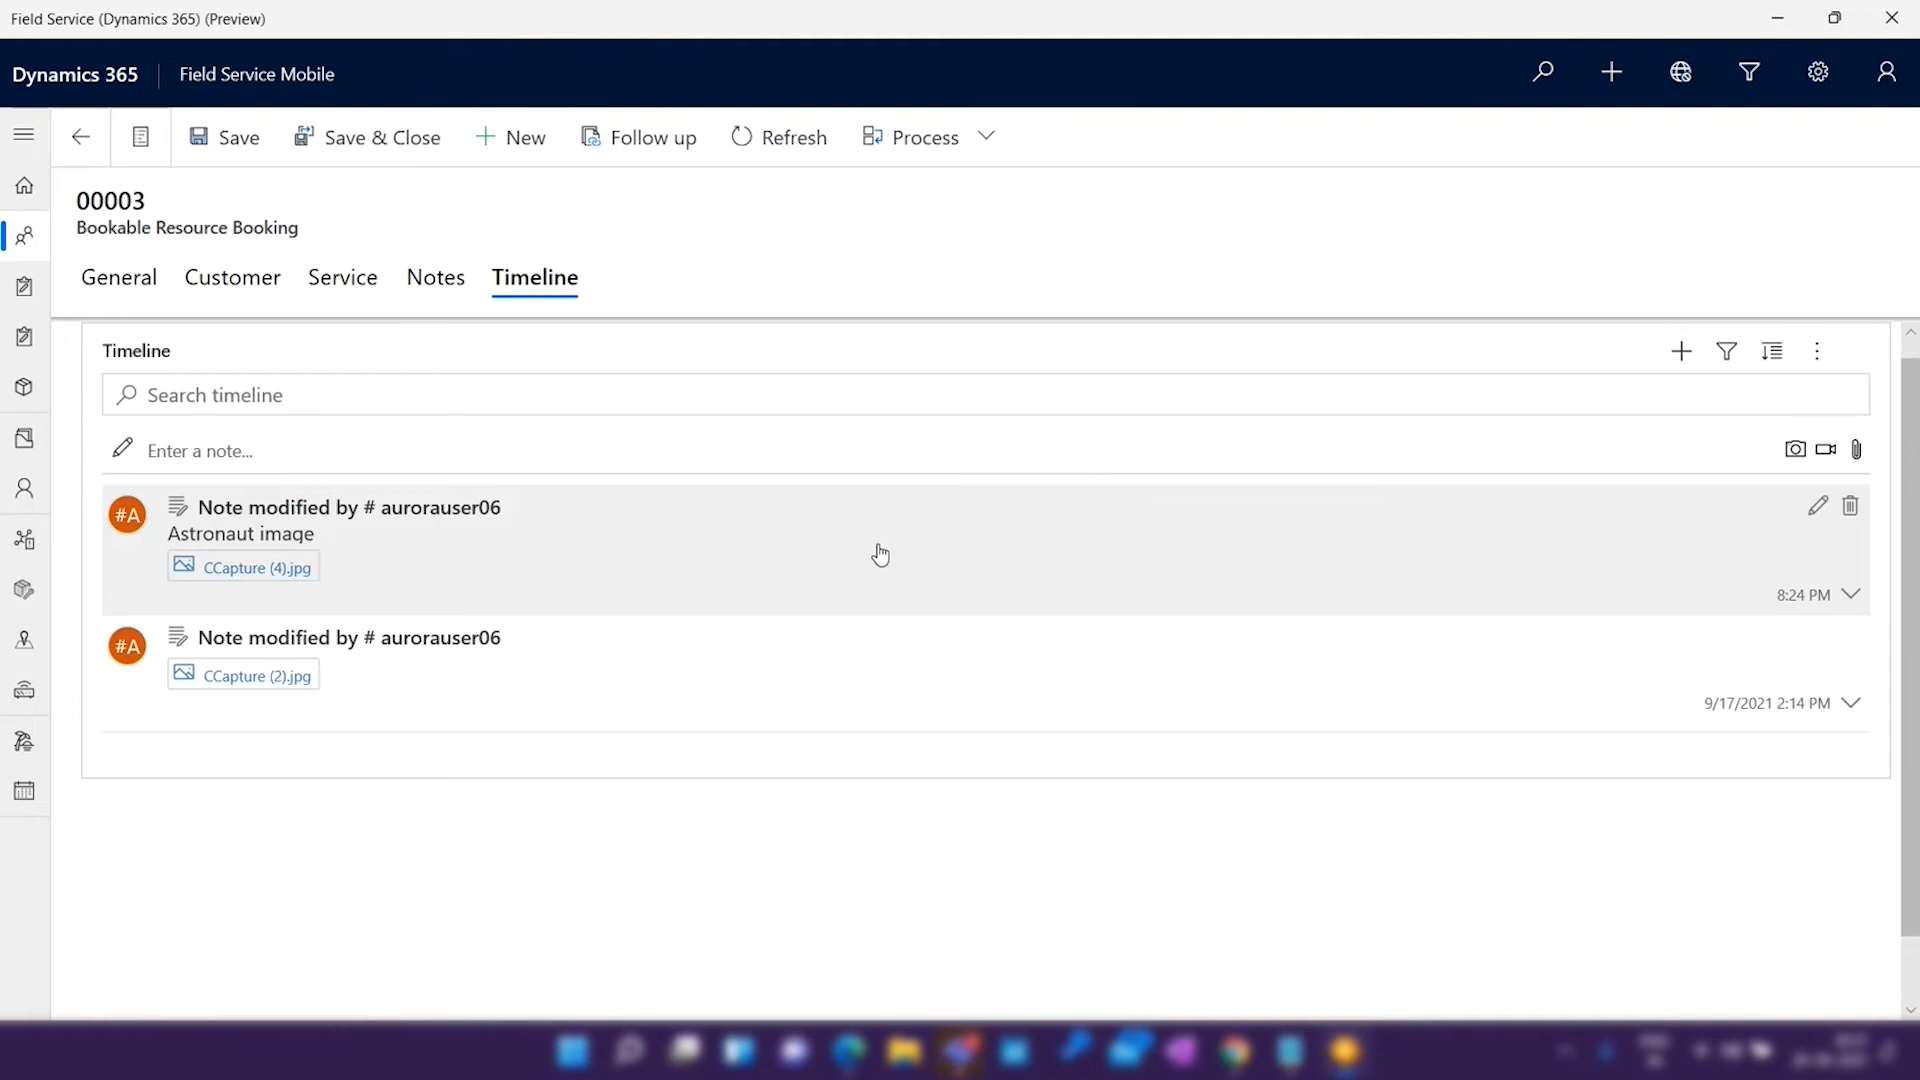 Field Service (Dynamics 365) (Preview)
Dynamics 365 Field Service Mobile
Save Save & Close New Follow up Refresh Process
00003
Bookable Resource Booking
General Customer Service Notes Timeline
Timeline
Search timeline
Enter a note...
#A Note modified by # aurorauser06
Astronaut image
CCapture (4).jpg
8:24 PM
#A Note modified by # aurorauser06
CCapture (2).jpg
9/17/2021 2:14 PM